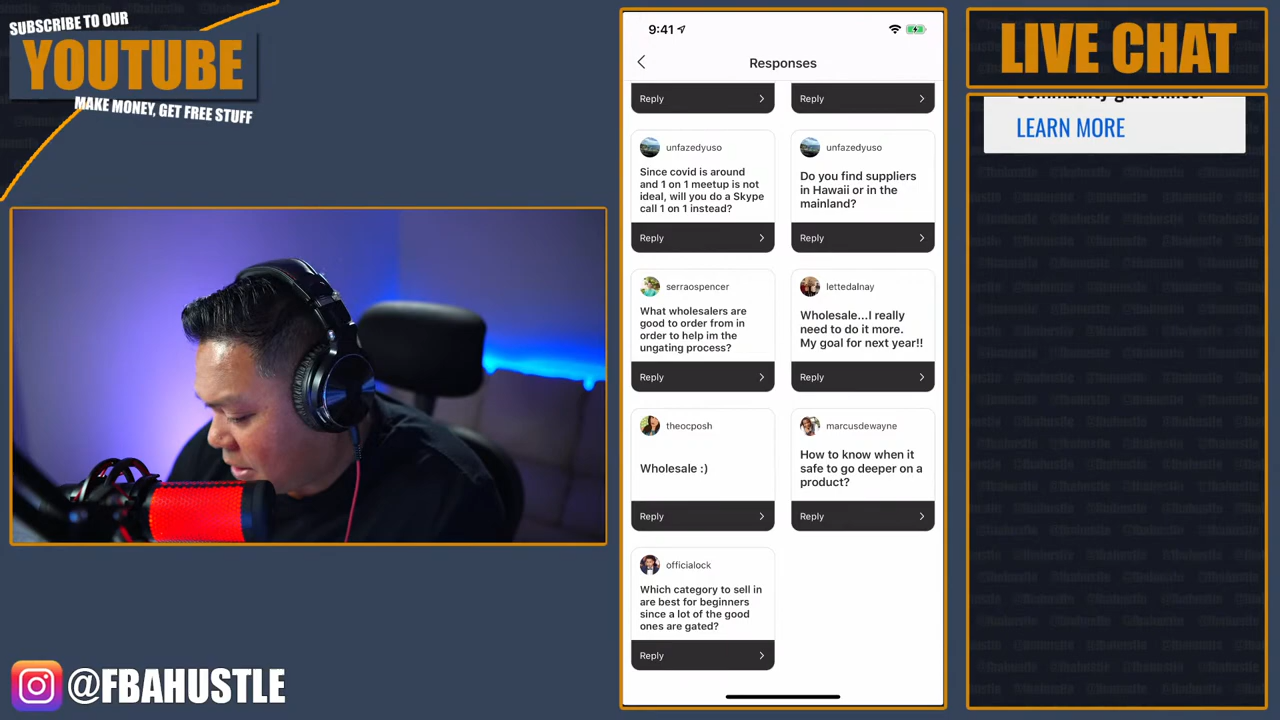 SUBSCRIBE TO OUR
YOUTUBE
MAKE MONEY, GET FREE STUFF
@FBAHUSTLE
9:41
Responses
Reply
Reply
unfazedyuso
Since covid is around
and 1 on 1 meetup is not
ideal, will you do a Skype
call 1 on 1 instead?
Reply
unfazedyuso
Do you find suppliers
in Hawaii or in the
mainland?
Reply
serraospencer
What wholesalers are
good to order from in
order to help im the
ungating process?
Reply
lettedalnay
Wholesale...I really
need to do it more.
My goal for next year!!
Reply
theocposh
Wholesale :)
Reply
marcusdewayne
How to know when it
safe to go deeper on a
product?
Reply
officialock
Which category to sell in
are best for beginners
since a lot of the good
ones are gated?
Reply
LIVE CHAT
community guidelines.
LEARN MORE